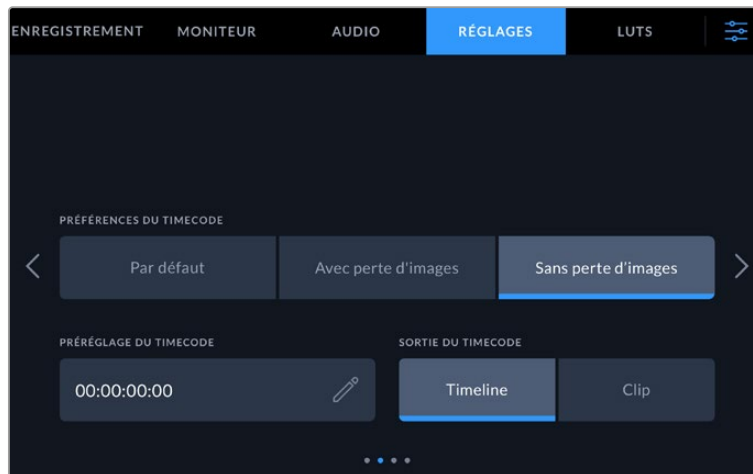 ENREGISTREMENT MONITEUR AUDIO RÉGLAGES LUTS
PRÉFÉRENCES DU TIMECODE
Par défaut Avec perte d'images Sans perte d'images
PRÉRÉGLAGE DU TIMECODE SORTIE DU TIMECODE
00:00:00:00 Timeline Clip